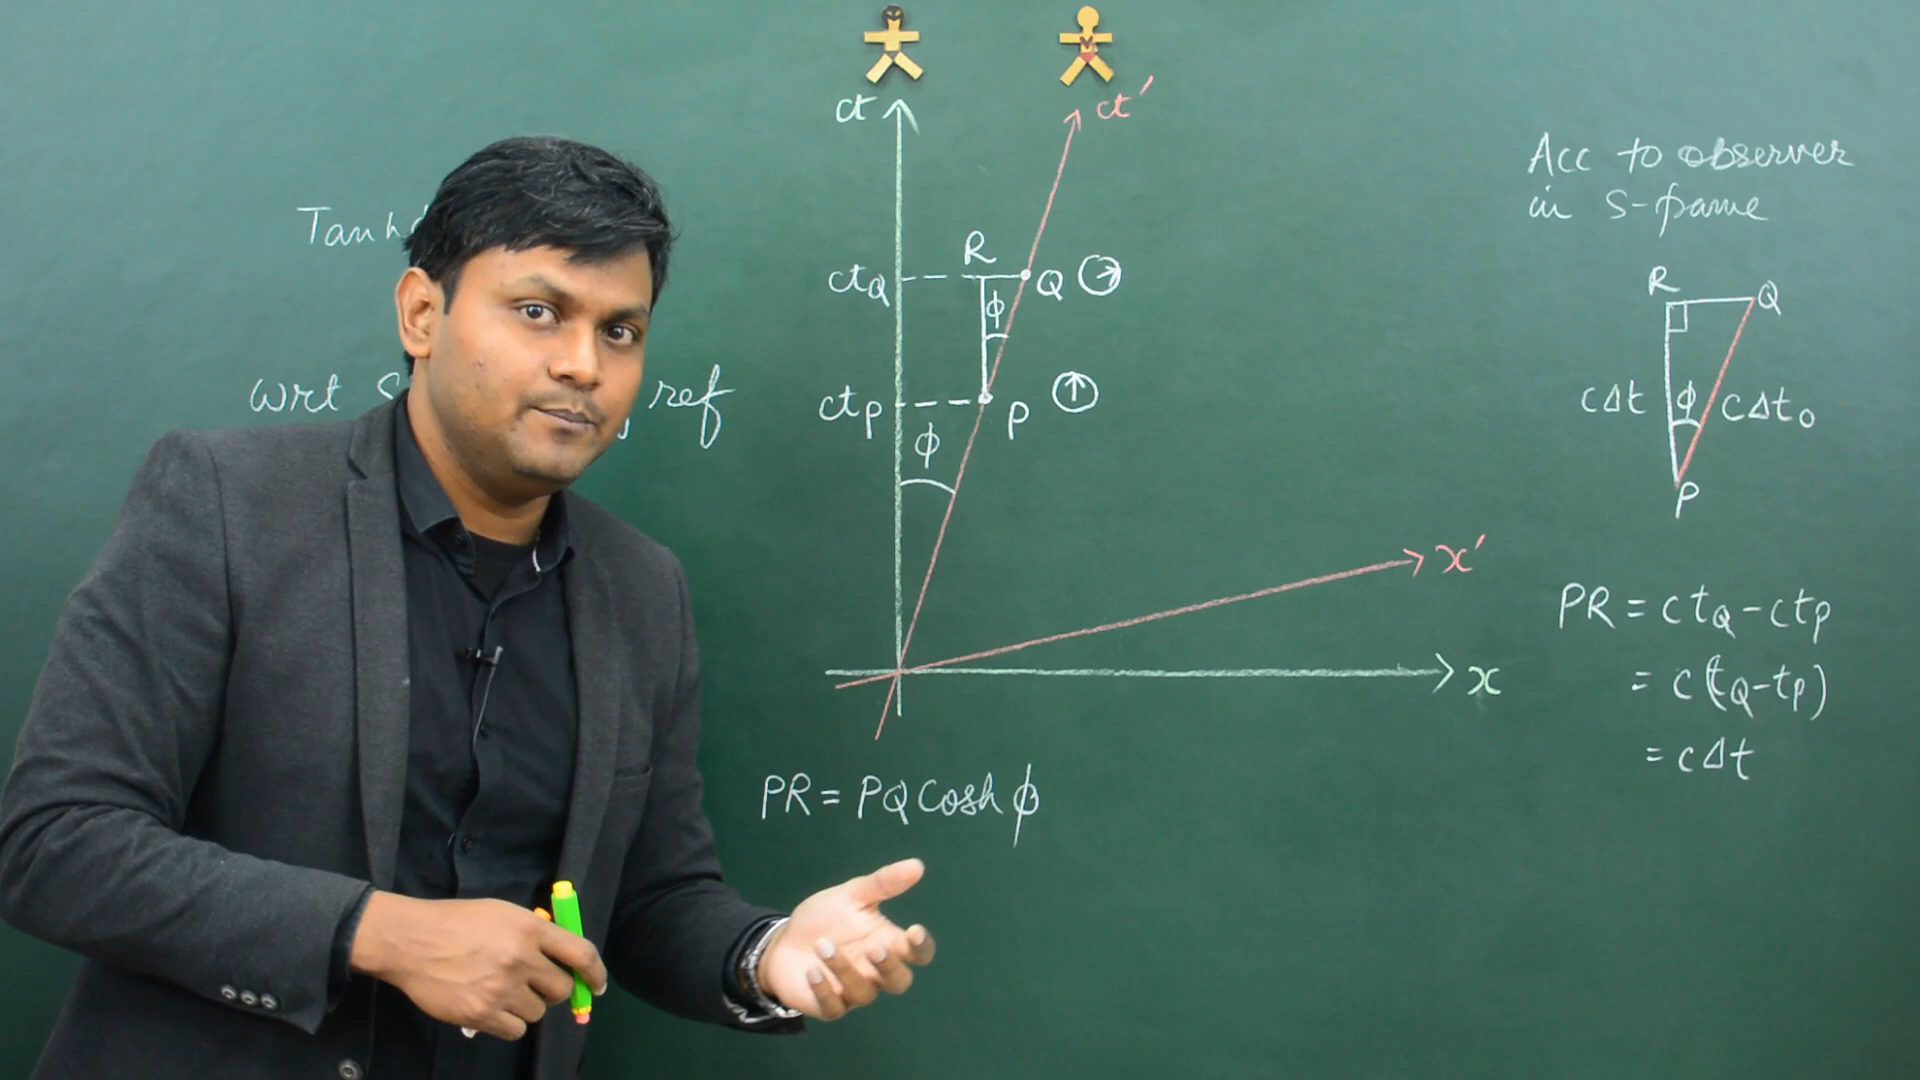 ct
ct′
Acc to observer
in S-frame
Tanh
R
ctQ
Q
ϕ
R
Q
wrt S
ref
ctP
P
cΔt
ϕ
cΔt₀
ϕ
P
x′
x
PR = ctQ - ctP
= c(tQ - tP)
= cΔt
PR = PQ Cosh ϕ